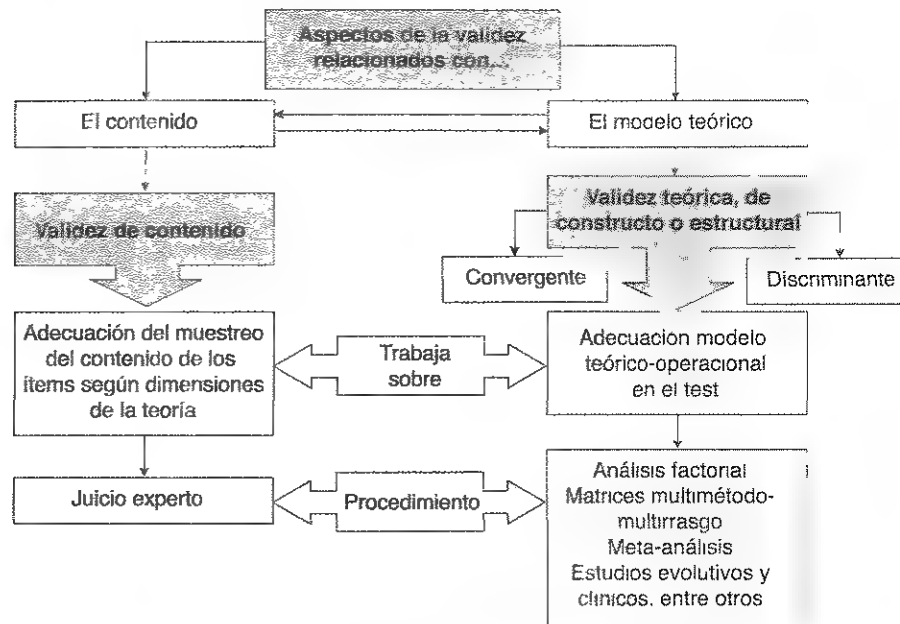 Aspectos de la validez
relacionados con...
El contenido
El modelo teórico
Validez de contenido
Validez teórica, de
constructo o estructural
Convergente
Discriminante
Adecuación del muestreo
del contenido de los
ítems según dimensiones
de la teoría
Trabaja
sobre
Adecuación modelo
teórico-operacional
en el test
Juicio experto
Procedimiento
Análisis factorial
Matrices multimétodo-
multirrasgo
Meta-análisis
Estudios evolutivos y
clínicos, entre otros